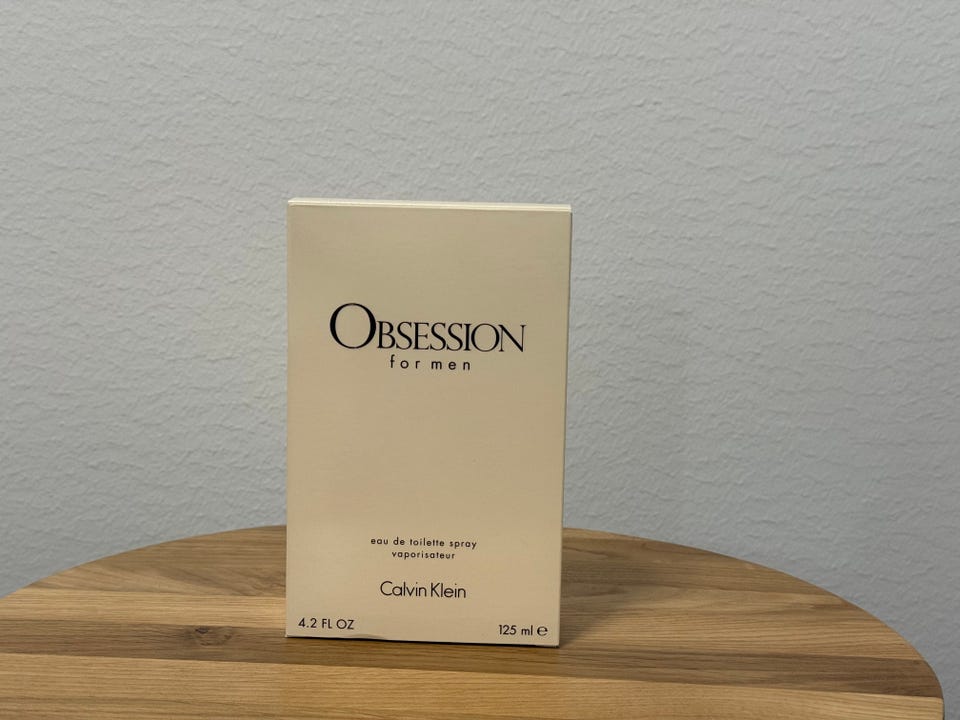 OBSESSION
for men
eau de toilette spray
vaporisateur
Calvin Klein
4.2 FL OZ
125 ml ℮